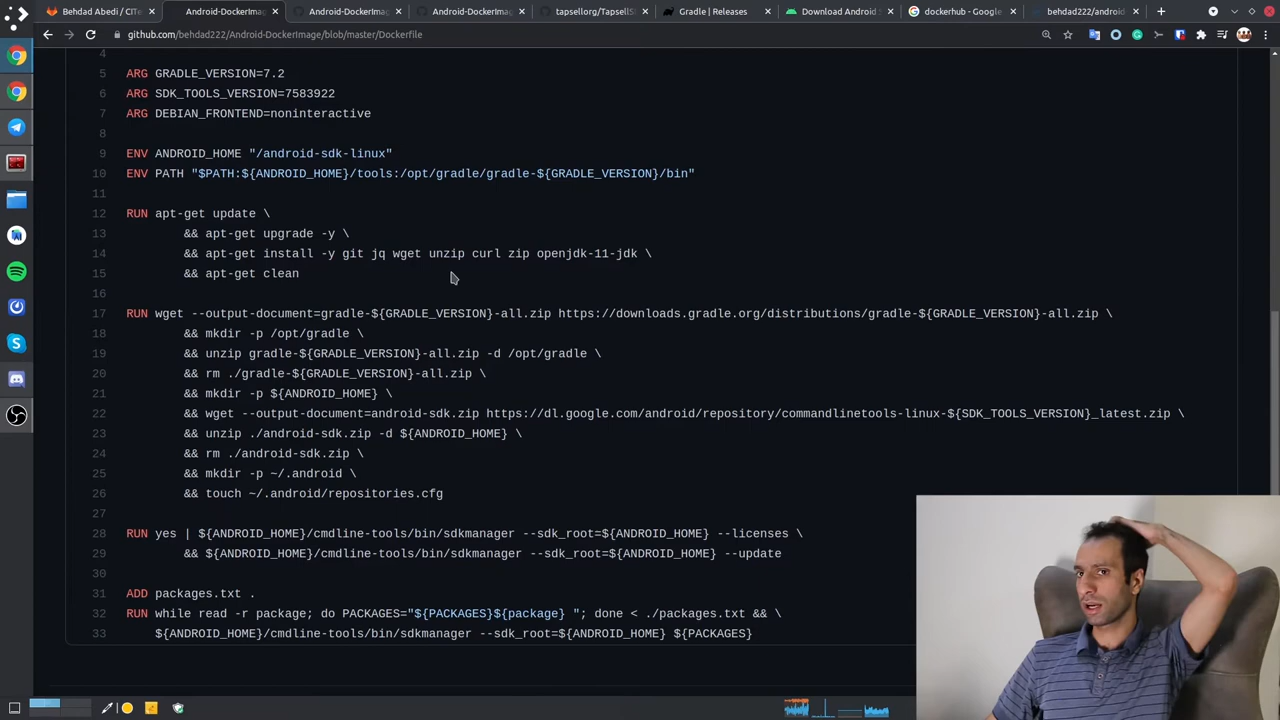 Behdad Abedi / CITe
Android-DockerImag
Android-DockerImag
Android-DockerImag
tapsellorg/TapsellS
Gradle | Releases
Download Android S
dockerhub - Google
behdad222/android
github.com/behdad222/Android-DockerImage/blob/master/Dockerfile
4
5 ARG GRADLE_VERSION=7.2
6 ARG SDK_TOOLS_VERSION=7583922
7 ARG DEBIAN_FRONTEND=noninteractive
8
9 ENV ANDROID_HOME "/android-sdk-linux"
10 ENV PATH "$PATH:${ANDROID_HOME}/tools:/opt/gradle/gradle-${GRADLE_VERSION}/bin"
11
12 RUN apt-get update \
13 && apt-get upgrade -y \
14 && apt-get install -y git jq wget unzip curl zip openjdk-11-jdk \
15 && apt-get clean
16
17 RUN wget --output-document=gradle-${GRADLE_VERSION}-all.zip https://downloads.gradle.org/distributions/gradle-${GRADLE_VERSION}-all.zip \
18 && mkdir -p /opt/gradle \
19 && unzip gradle-${GRADLE_VERSION}-all.zip -d /opt/gradle \
20 && rm ./gradle-${GRADLE_VERSION}-all.zip \
21 && mkdir -p ${ANDROID_HOME} \
22 && wget --output-document=android-sdk.zip https://dl.google.com/android/repository/commandlinetools-linux-${SDK_TOOLS_VERSION}_latest.zip \
23 && unzip ./android-sdk.zip -d ${ANDROID_HOME} \
24 && rm ./android-sdk.zip \
25 && mkdir -p ~/.android \
26 && touch ~/.android/repositories.cfg
27
28 RUN yes | ${ANDROID_HOME}/cmdline-tools/bin/sdkmanager --sdk_root=${ANDROID_HOME} --licenses \
29 && ${ANDROID_HOME}/cmdline-tools/bin/sdkmanager --sdk_root=${ANDROID_HOME} --update
30
31 ADD packages.txt .
32 RUN while read -r package; do PACKAGES="${PACKAGES}${package} "; done < ./packages.txt && \
33 ${ANDROID_HOME}/cmdline-tools/bin/sdkmanager --sdk_root=${ANDROID_HOME} ${PACKAGES}